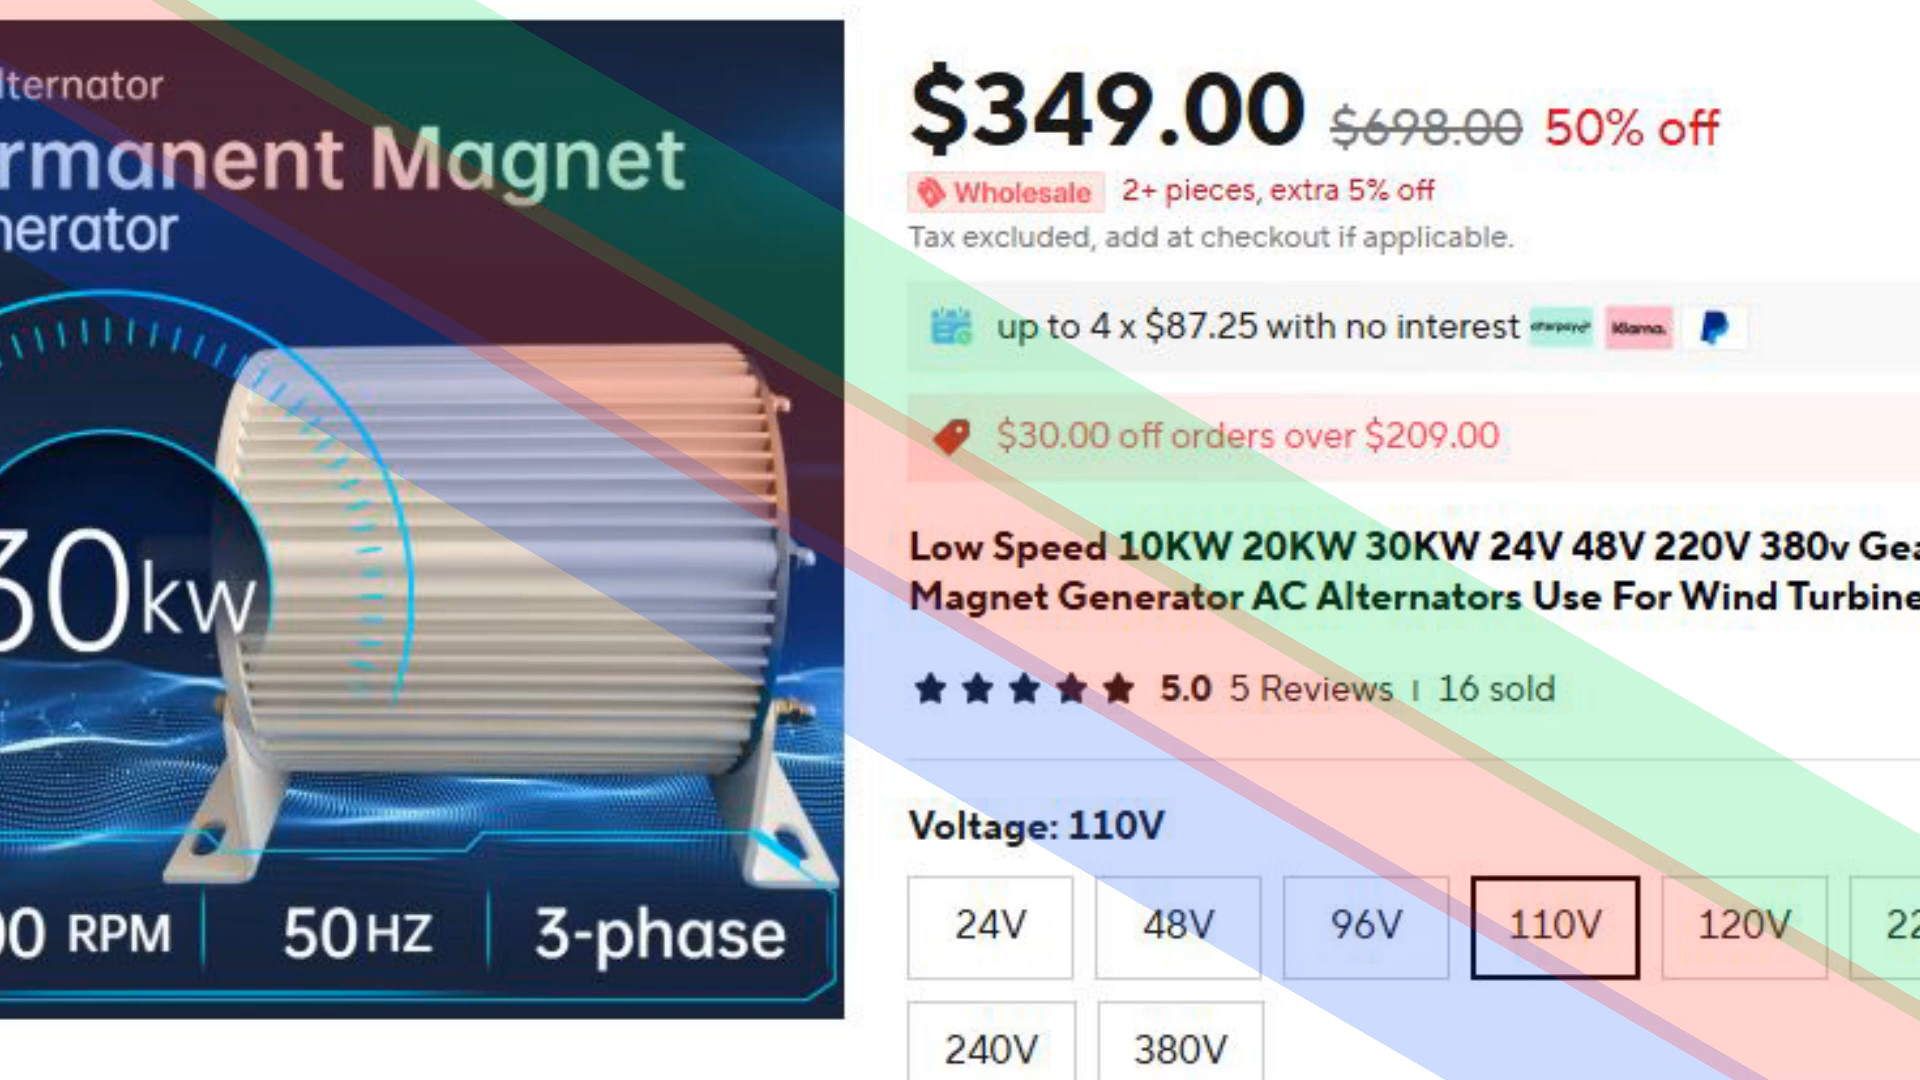 lternator
rmanent Magnet
nerator
30kw
00 RPM
50HZ
3-phase
$349.00 $698.00 50% off
Wholesale 2+ pieces, extra 5% off
Tax excluded, add at checkout if applicable.
up to 4 x $87.25 with no interest afterpay Klarna.
$30.00 off orders over $209.00
Low Speed 10KW 20KW 30KW 24V 48V 220V 380v Gea
Magnet Generator AC Alternators Use For Wind Turbine
5.0 5 Reviews | 16 sold
Voltage: 110V
24V 48V 96V 110V 120V 22
240V 380V